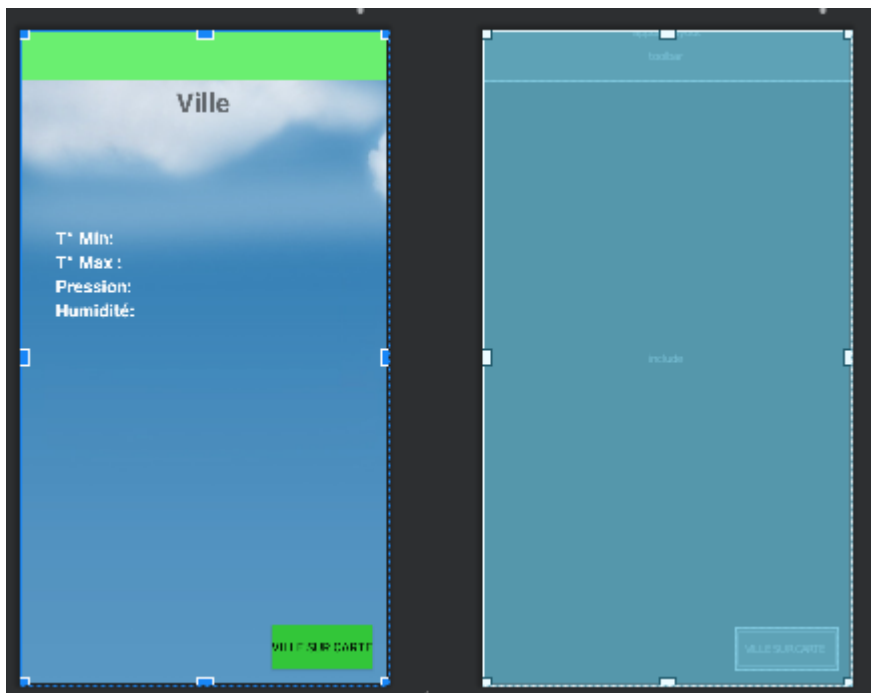 Ville
T° Min:
T° Max :
Pression:
Humidité:
VILLE SUR CARTE
toolbar
include
VILLE SUR CARTE